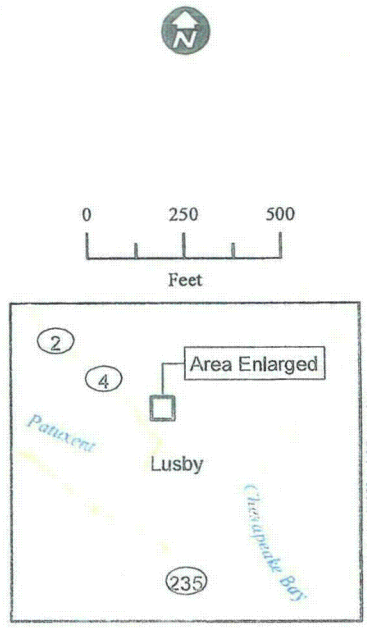 N
0 250 500
Feet
2
Area Enlarged
4
Patuxent
Lusby
Chesapeake Bay
235